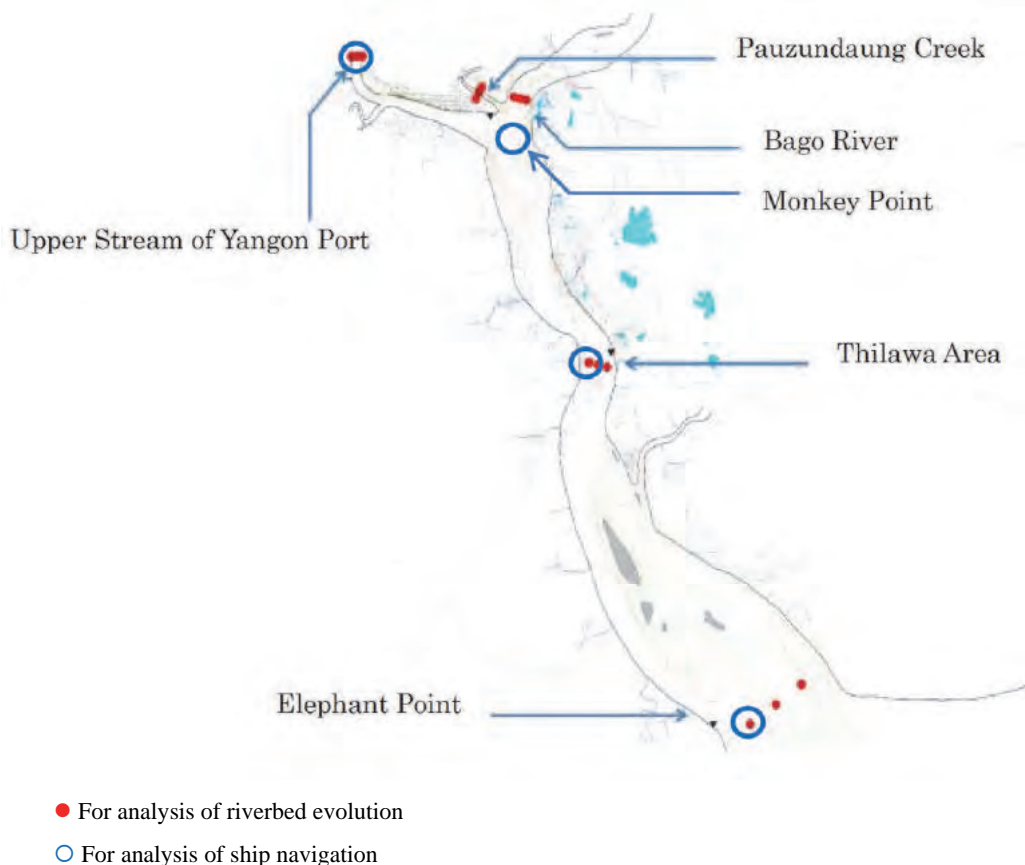 Pauzundaung Creek
Bago River
Monkey Point
Upper Stream of Yangon Port
Thilawa Area
Elephant Point
For analysis of riverbed evolution
For analysis of ship navigation